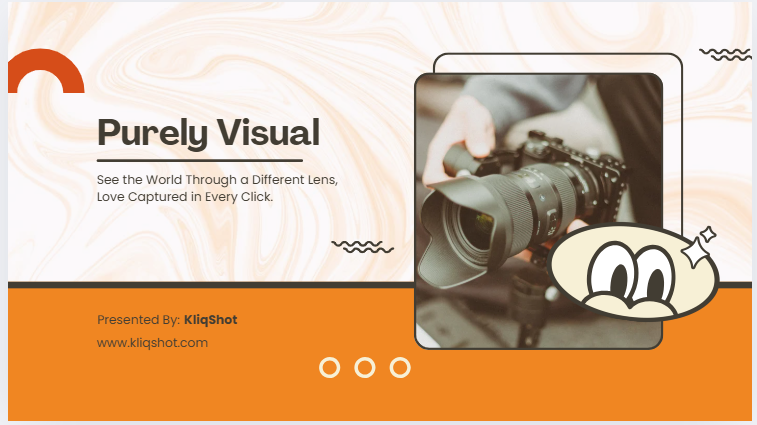 Purely Visual
See the World Through a Different Lens,
Love Captured in Every Click.
Presented By: KliqShot
www.kliqshot.com